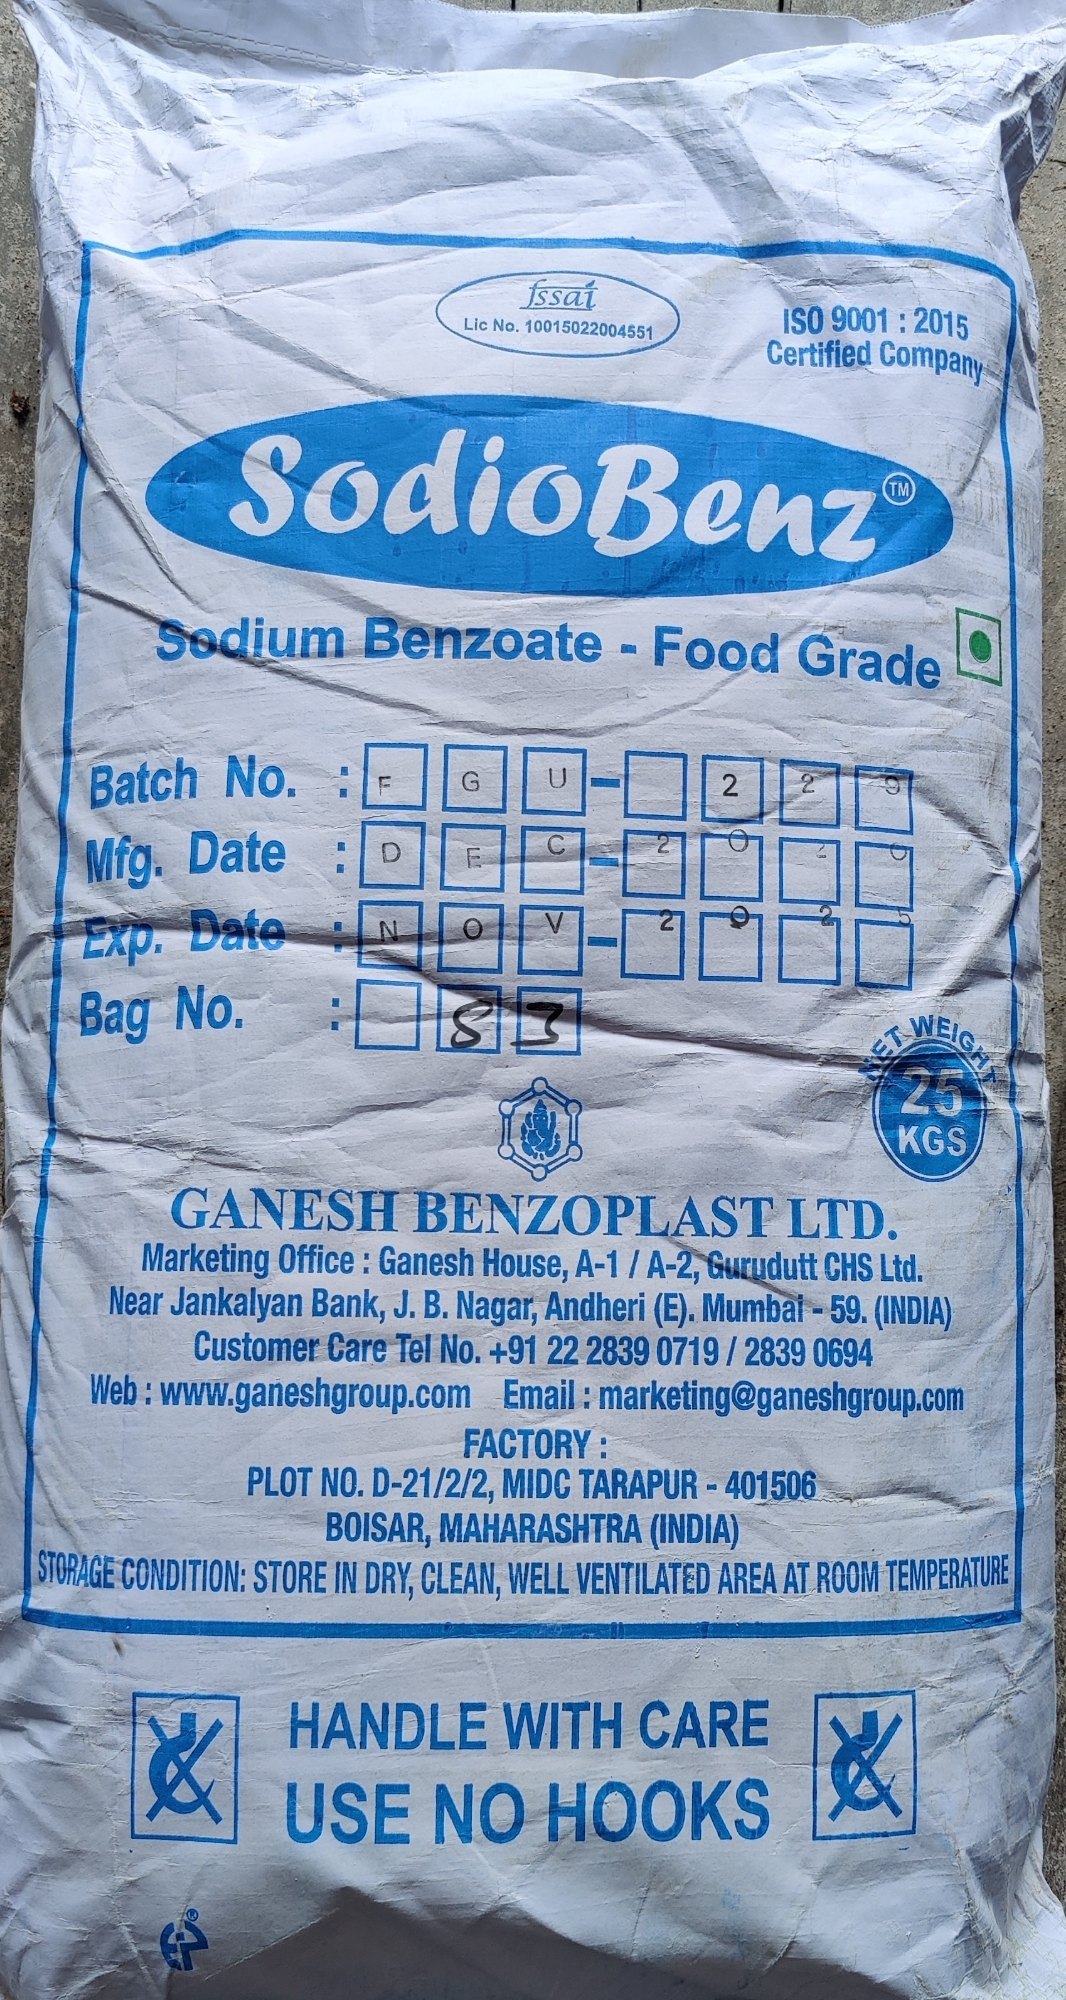 fssai
Lic No. 10015022004551
ISO 9001 : 2015
Certified Company
SodioBenz TM
Sodium Benzoate - Food Grade
Batch No. : F G U - 2 2 9
Mfg. Date : D E C - 2 0 2 0
Exp. Date : N O V - 2 0 2 5
Bag No. : 8 3
NET WEIGHT
25
KGS
GANESH BENZOPLAST LTD.
Marketing Office : Ganesh House, A-1 / A-2, Gurudutt CHS Ltd.
Near Jankalyan Bank, J. B. Nagar, Andheri (E). Mumbai - 59. (INDIA)
Customer Care Tel No. +91 22 2839 0719 / 2839 0694
Web : www.ganeshgroup.com Email : marketing@ganeshgroup.com
FACTORY :
PLOT NO. D-21/2/2, MIDC TARAPUR - 401506
BOISAR, MAHARASHTRA (INDIA)
STORAGE CONDITION: STORE IN DRY, CLEAN, WELL VENTILATED AREA AT ROOM TEMPERATURE
HANDLE WITH CARE
USE NO HOOKS